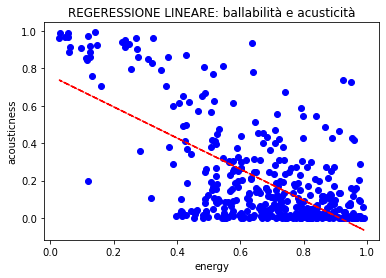 REGERESSIONE LINEARE: ballabilità e acusticità
1.0
0.8
0.6
0.4
0.2
0.0
acousticness
0.0 0.2 0.4 0.6 0.8 1.0
energy